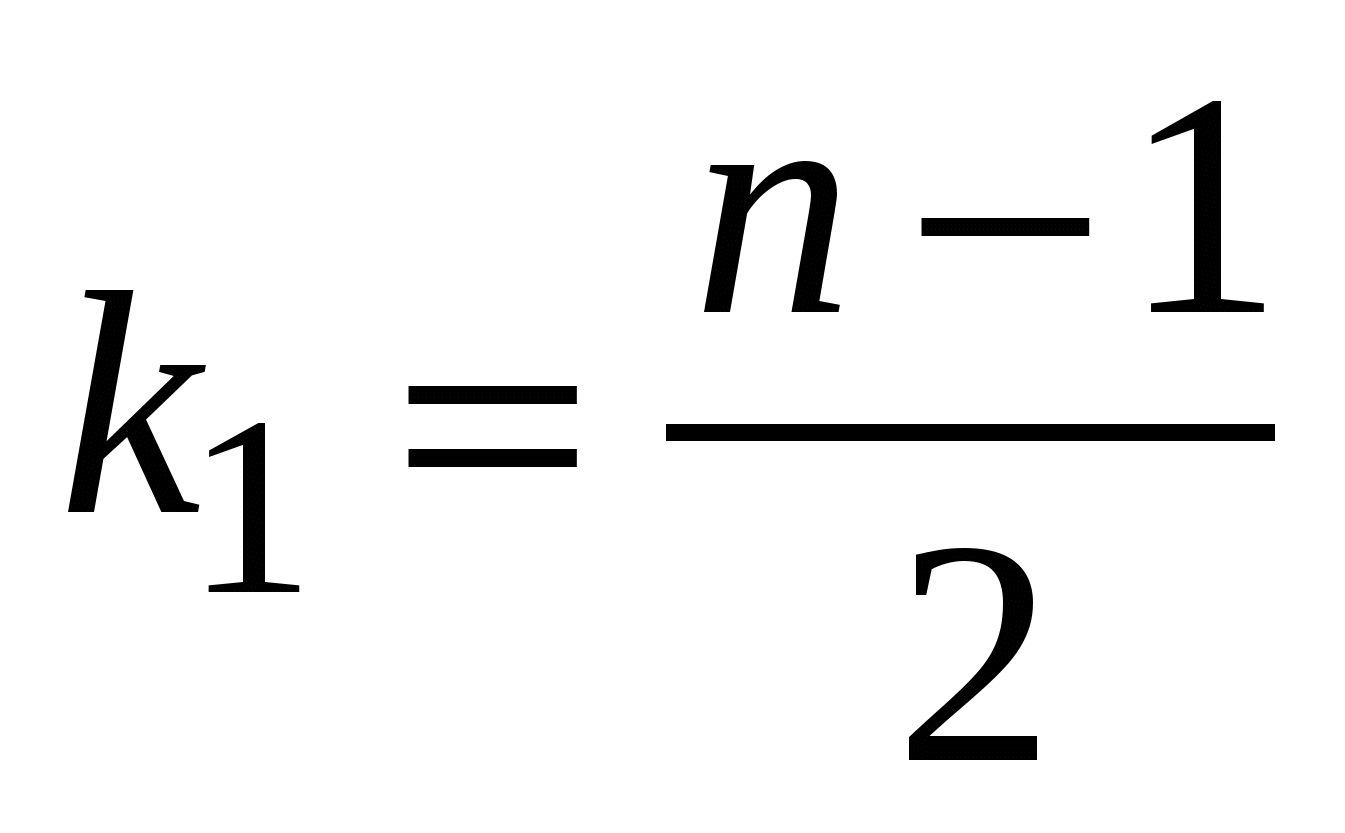 k₁ = (n − 1) / 2